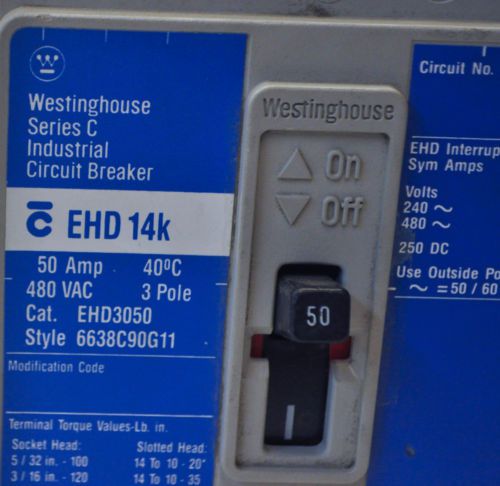 Westinghouse
Series C
Industrial
Circuit Breaker
C EHD 14k
50 Amp 40ºC
480 VAC 3 Pole
Cat. EHD3050
Style 6638C90G11
Modification Code
Terminal Torque Values-Lb. in.
Socket Head: Slotted Head:
5/32 in. - 100 14 To 10 - 20"
3/16 in. - 120 14 To 10 - 35
Westinghouse
On
Off
50
Circuit No.
EHD Interrup
Sym Amps
Volts
240 ~
480 ~
250 DC
Use Outside Po
~ = 50/60